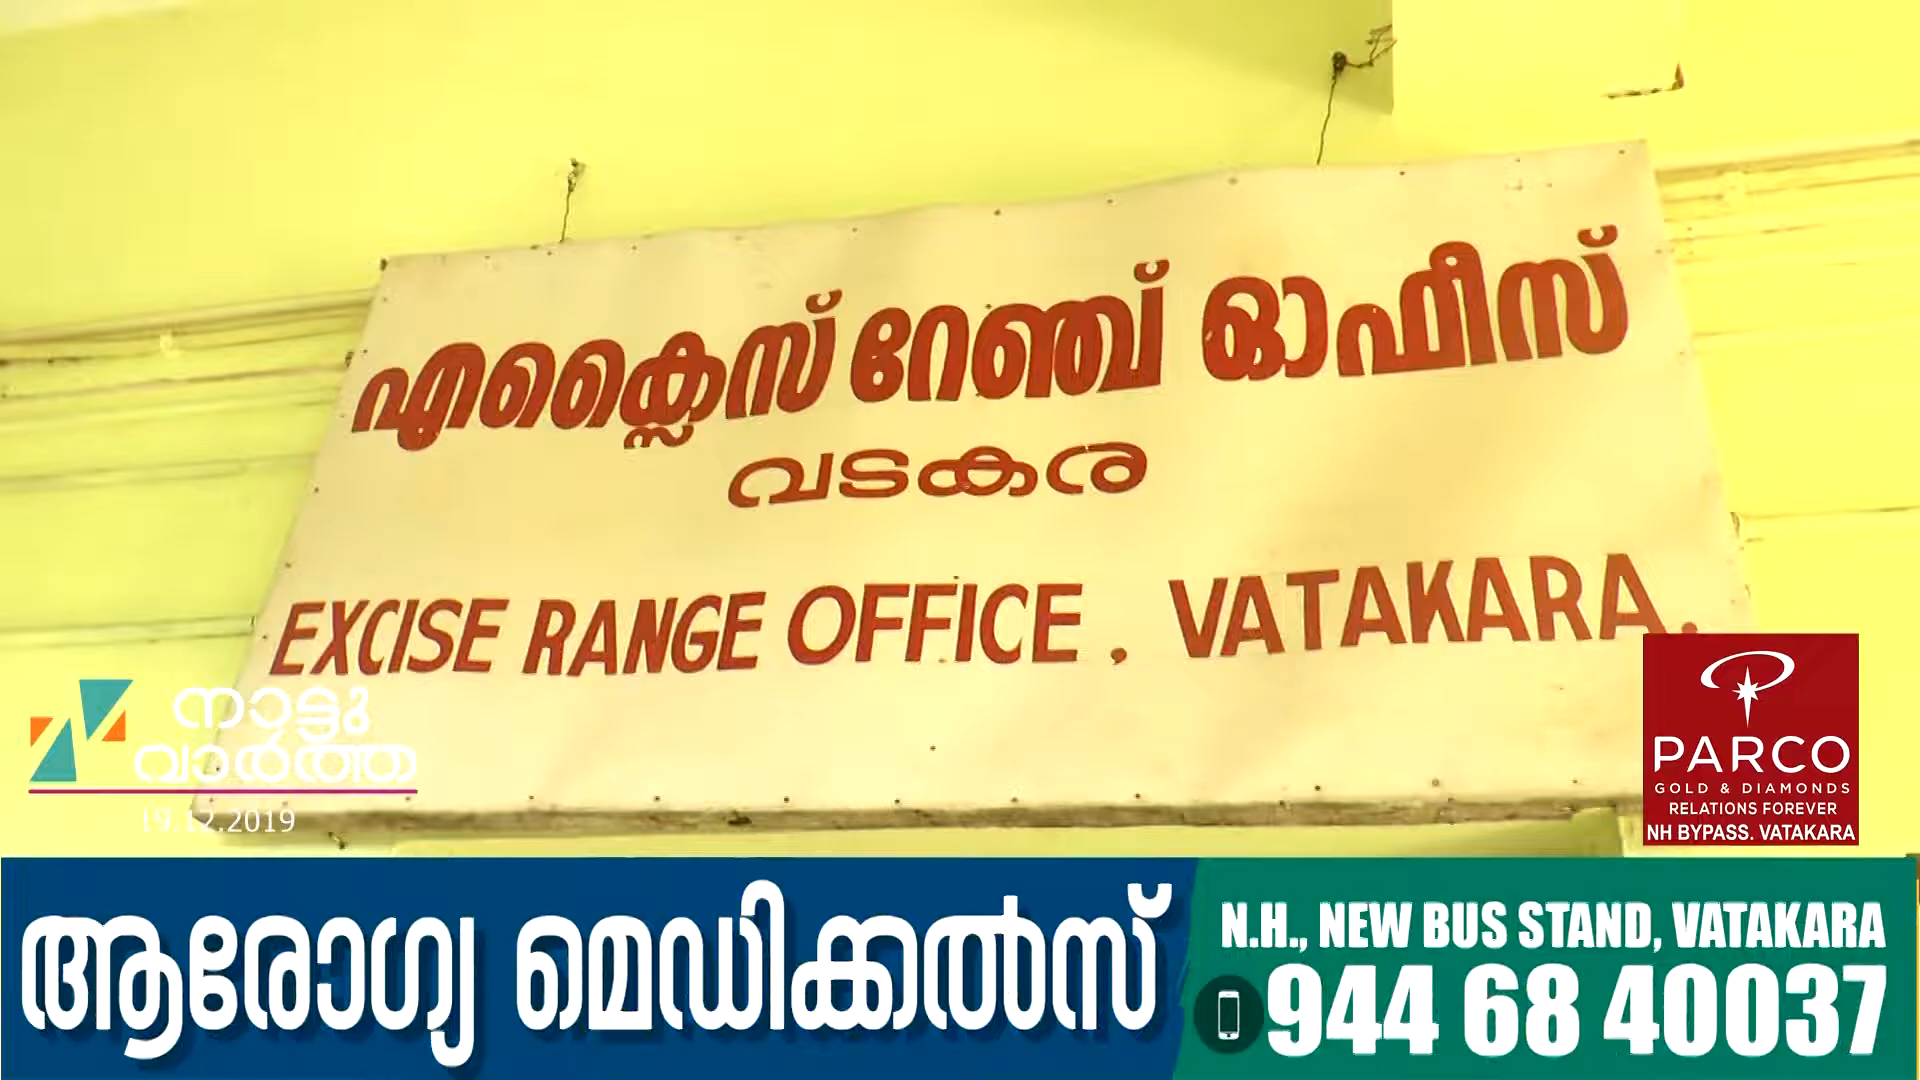 എക്സൈസ് റേഞ്ച് ഓഫീസ്
വടകര
EXCISE RANGE OFFICE , VATAKARA.
നാട്ടു
വാർത്ത
19.12.2019
PARCO
GOLD & DIAMONDS
RELATIONS FOREVER
NH BYPASS. VATAKARA
ആരോഗ്യ മെഡിക്കൽസ്
N.H., NEW BUS STAND, VATAKARA
944 68 40037